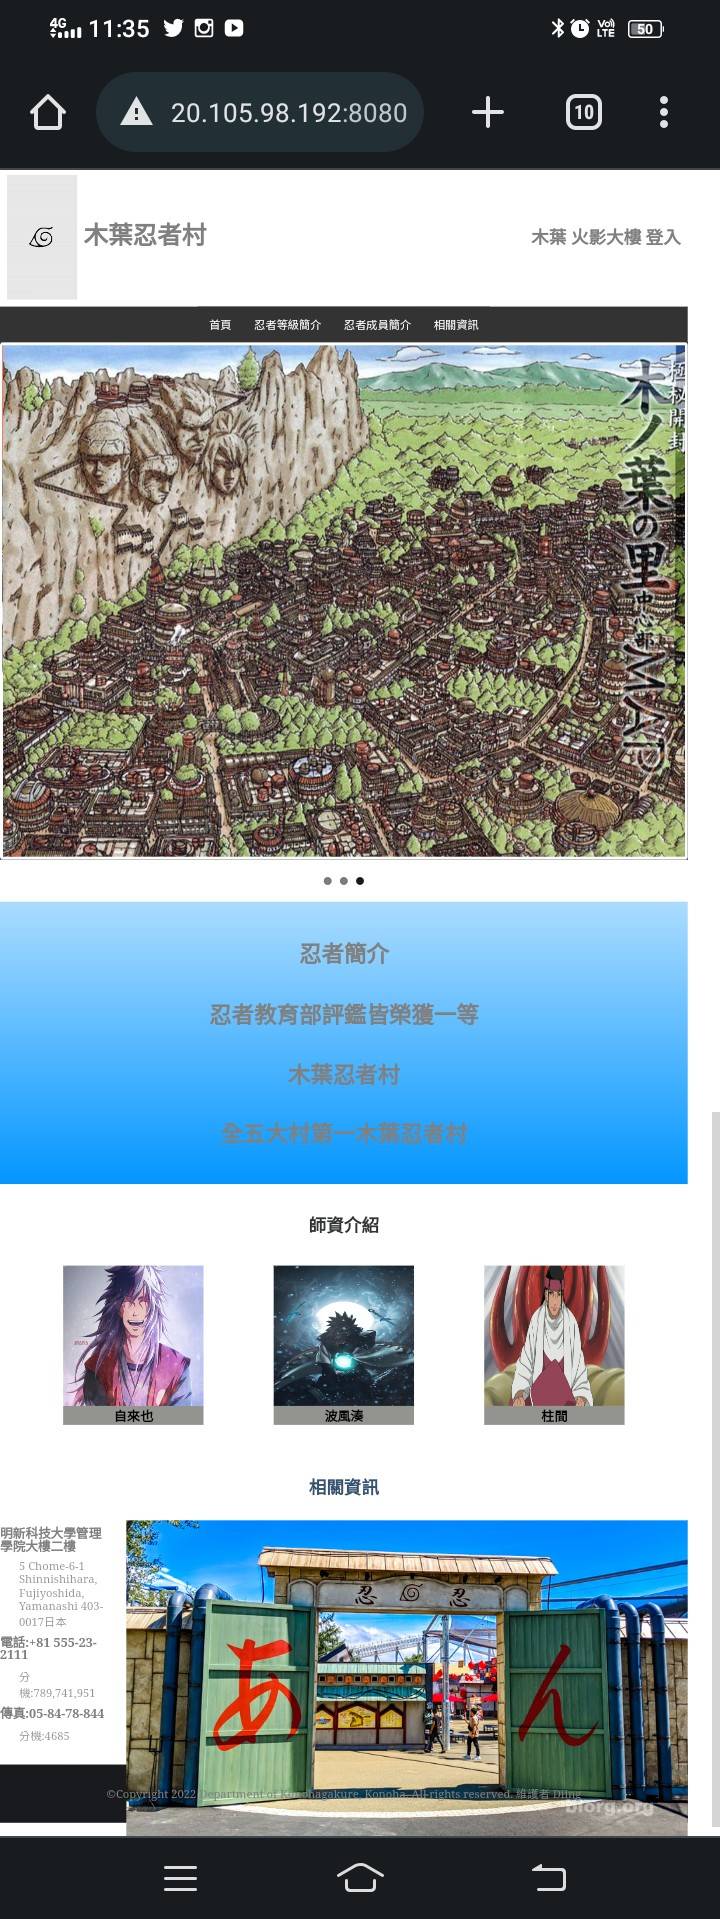 4G 11:35 Vo) LTE 50
20.105.98.192:8080 10
木葉忍者村
木葉 火影大樓 登入
首頁 忍者等級簡介 忍者成員簡介 相關資訊
極秘開封
木ノ葉の里
忍者簡介
忍者教育部評鑑皆榮獲一等
木葉忍者村
全五大村第一木葉忍者村
師資介紹
自來也 波風湊 柱間
相關資訊
明新科技大學管理
學院大樓二樓
5 Chome-6-1
Shinnishihara,
Fujiyoshida,
Yamanashi 403-
0017日本
電話:+81 555-23-
2111
分
機:789,741,951
傳真:05-84-78-844
分機:4685
忍 忍
あ ん
©Copyright 2022 Department of Konohagakure, Konoha. All rights reserved. 維護者 Ding
blorg.org